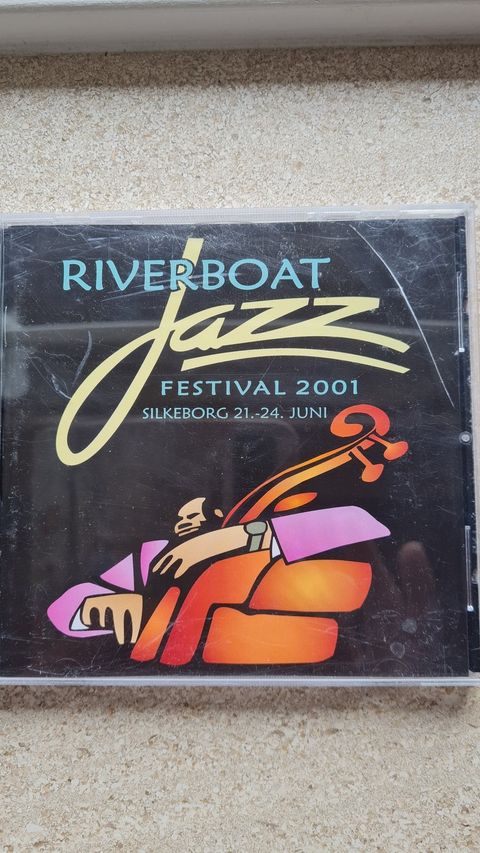 RIVERBOAT
jazz
FESTIVAL 2001
SILKEBORG 21.-24. JUNI